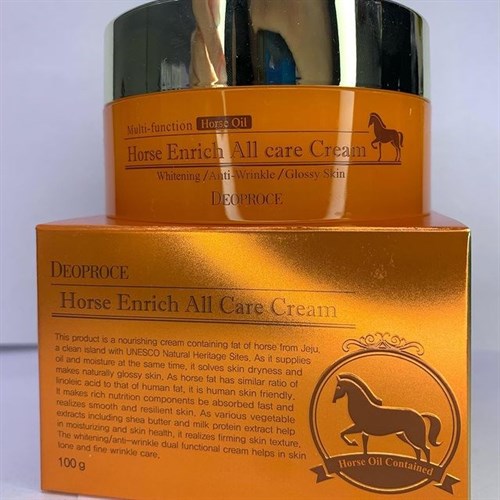 Multi-function Horse Oil
Horse Enrich All care Cream
Whitening/Anti-Wrinkle/Glossy Skin
DEOPROCE
DEOPROCE
Horse Enrich All Care Cream
This product is a nourishing cream containing fat of horse from Jeju,
a clean island with UNESCO Natural Heritage Sites. As it supplies
oil and moisture at the same time, it solves skin dryness and
makes naturally glossy skin. As horse fat has similar ratio of
linoleic acid to that of human fat, it is human skin friendly.
It makes rich nutrition components be absorbed fast and
realizes smooth and resilient skin. As various vegetable
extracts including shea butter and milk protein extract help
in moisturizing and skin health, it realizes firming skin texture.
The whitening/anti-wrinkle dual functional cream helps in skin
tone and fine wrinkle care.
100 g
Horse Oil Contained